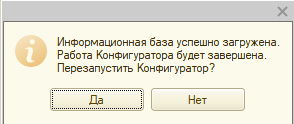 Информационная база успешно загружена.
Работа Конфигуратора будет завершена.
Перезапустить Конфигуратор?
Да
Нет